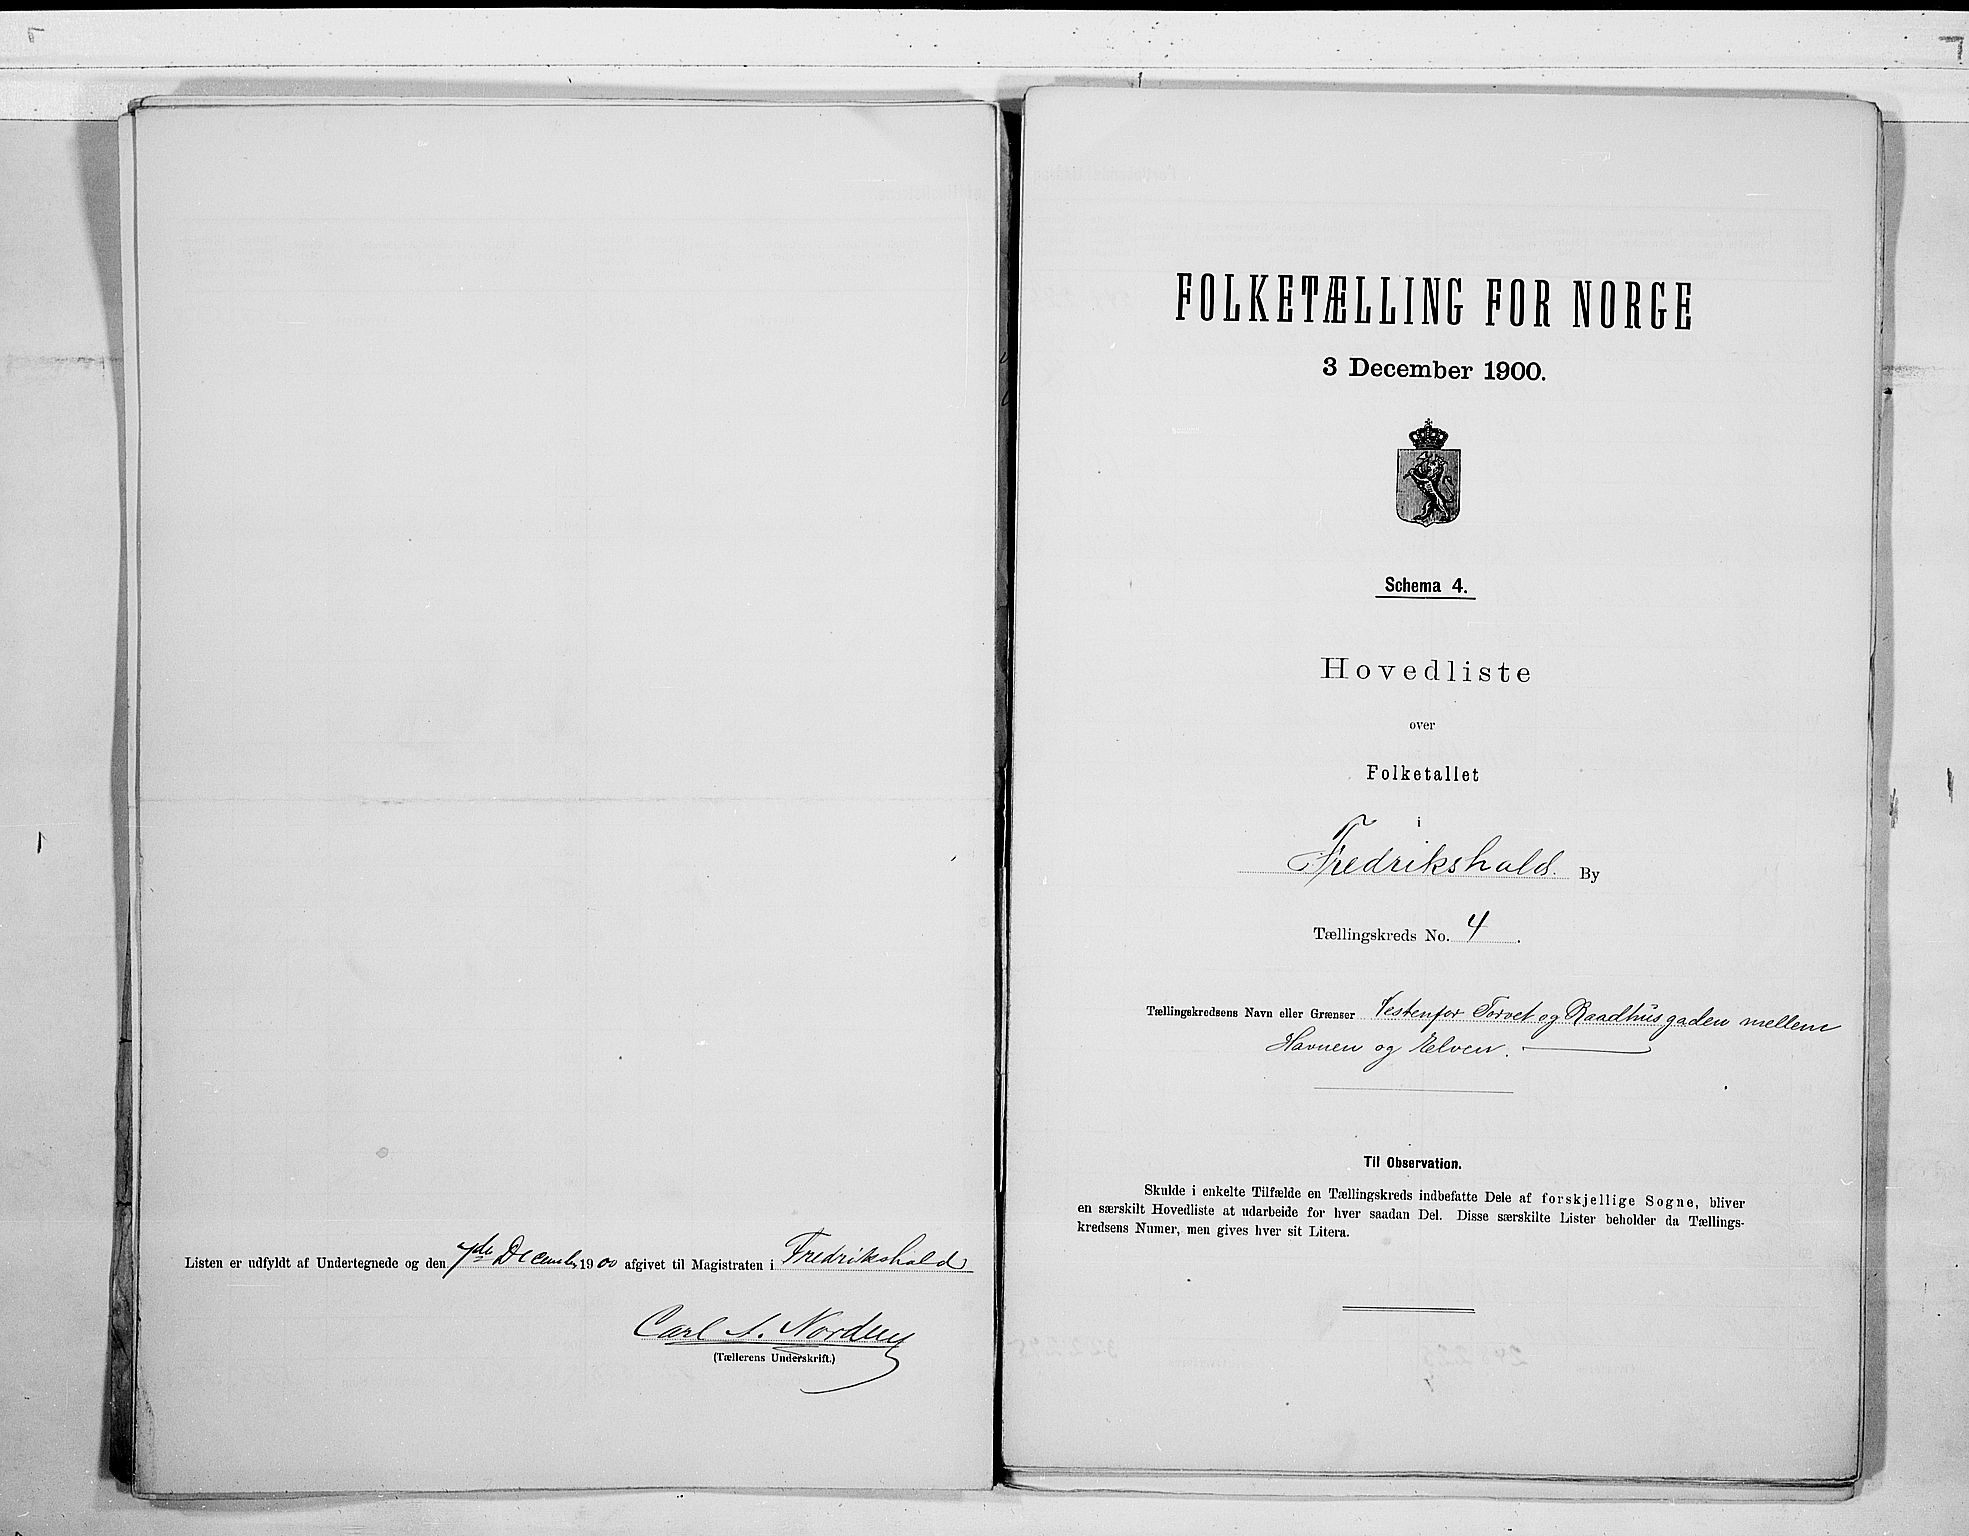 Listen er udfyldt af Undertegnede og den 7de December 1900 afgivet til Magistraten i Fredrikshald
Carl A. Norden
(Tællerens Underskrift.)
FOLKETÆLLING FOR NORGE
3 December 1900.
Schema 4.
Hovedliste
over
Folketallet
i
Fredrikshald. By
Tællingskreds No. 4.
Tællingskredsens Navn eller Grænser Vestenfor Torvet og Raadhusgaden mellem
Havnen og Elven.
Til Observation.
Skulde i enkelte Tilfælde en Tællingskreds indbefatte Dele af forskjellige Sogne, bliver
en særskilt Hovedliste at udarbeide for hver saadan Del. Disse særskilte Lister beholder da Tællings-
kredsens Numer, men gives hver sit Litera.